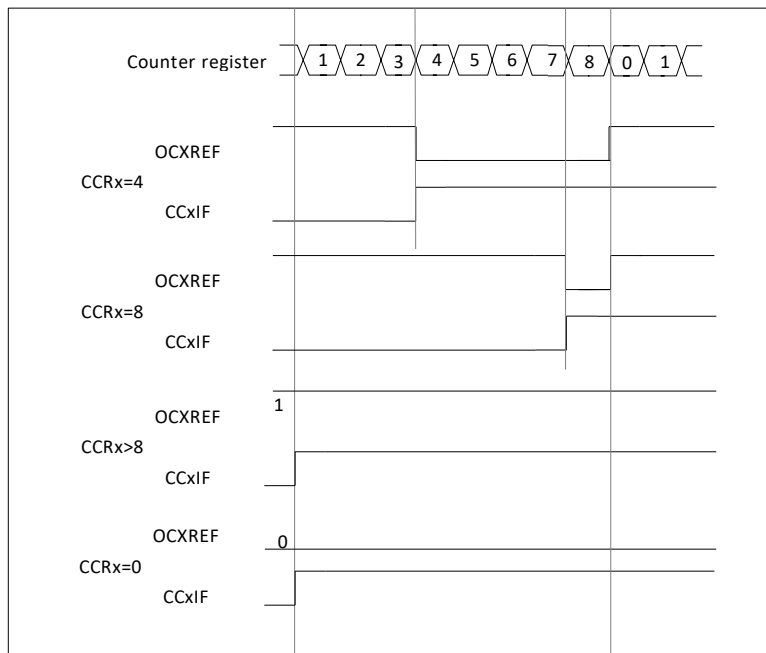 Counter register 1 2 3 4 5 6 7 8 0 1
OCXREF
CCRx=4
CCxIF
OCXREF
CCRx=8
CCxIF
1
OCXREF
CCRx>8
CCxIF
OCXREF 0
CCRx=0
CCxIF